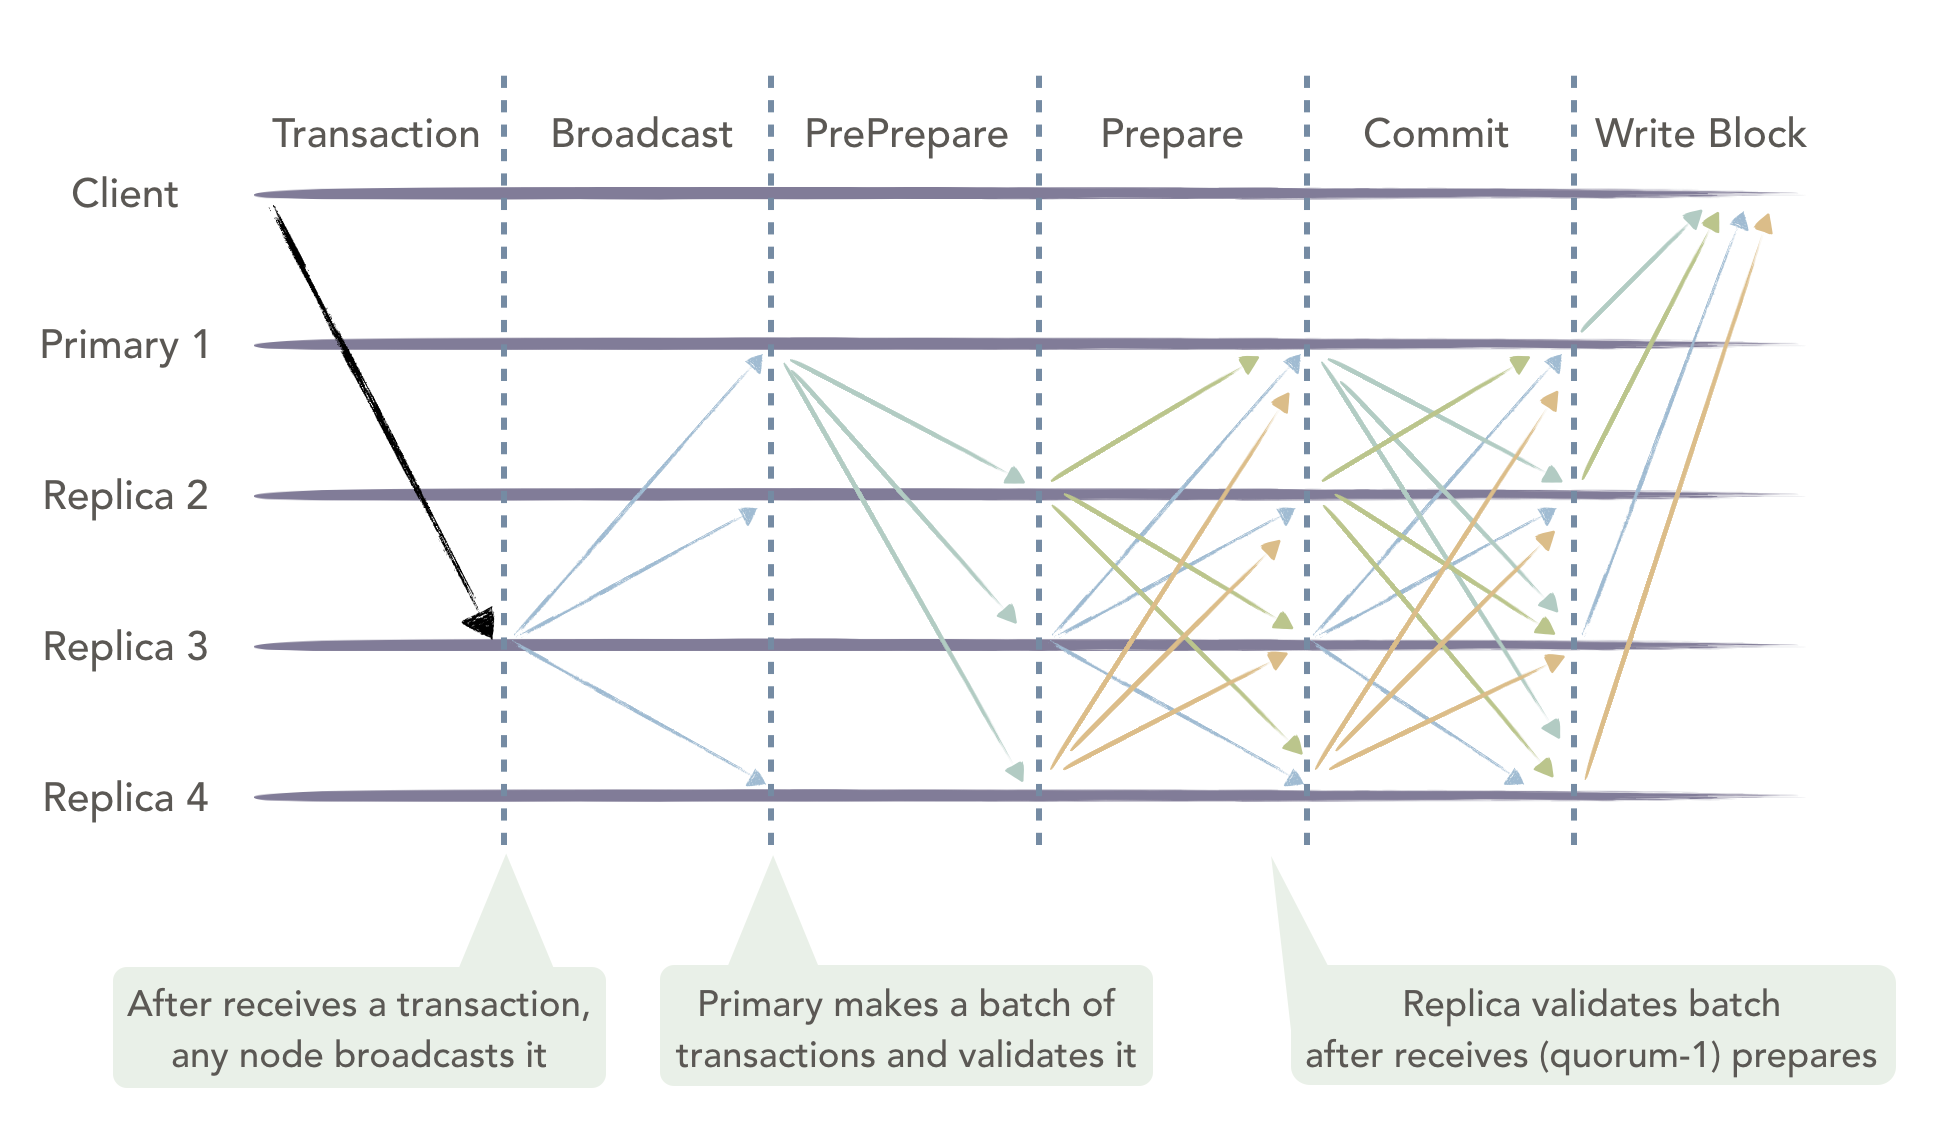 Transaction
Broadcast
PrePrepare
Prepare
Commit
Write Block
Client
Primary 1
Replica 2
Replica 3
Replica 4
After receives a transaction,
any node broadcasts it
Primary makes a batch of
transactions and validates it
Replica validates batch
after receives (quorum-1) prepares